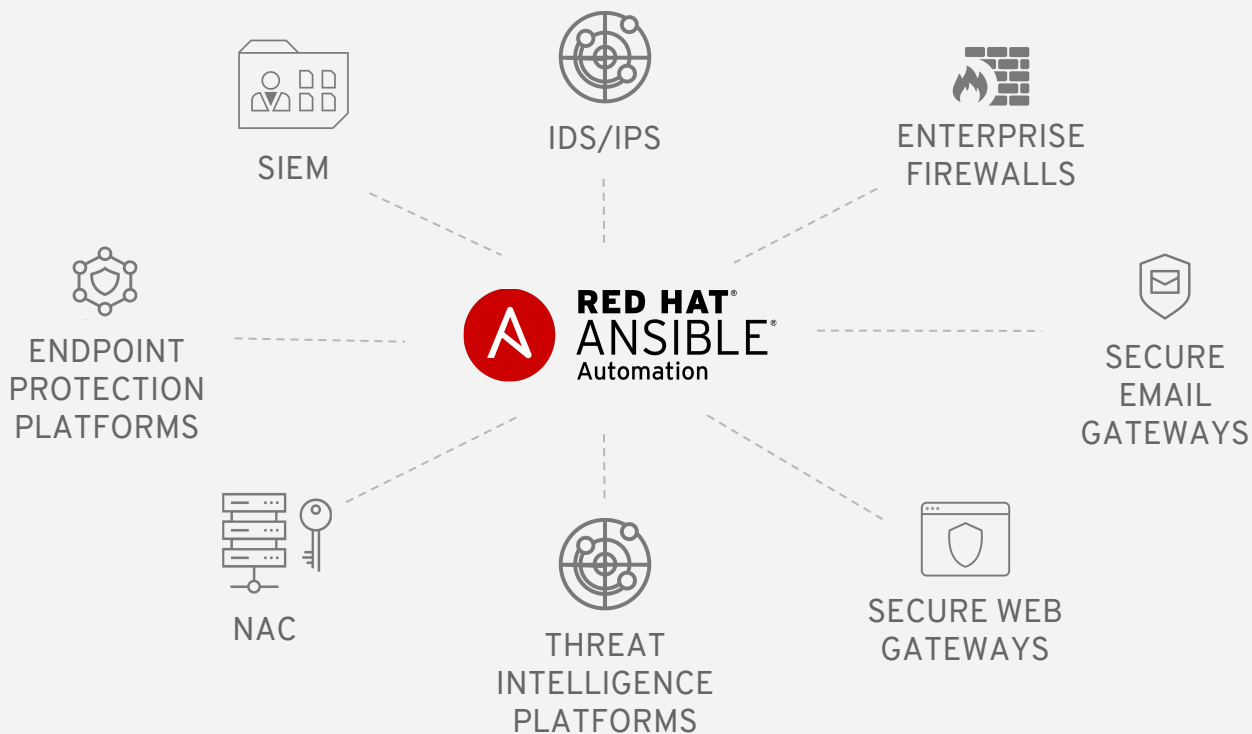 IDS/IPS
SIEM
ENTERPRISE
FIREWALLS
RED HAT®
ANSIBLE®
Automation
ENDPOINT
PROTECTION
PLATFORMS
SECURE
EMAIL
GATEWAYS
NAC
THREAT
INTELLIGENCE
PLATFORMS
SECURE WEB
GATEWAYS